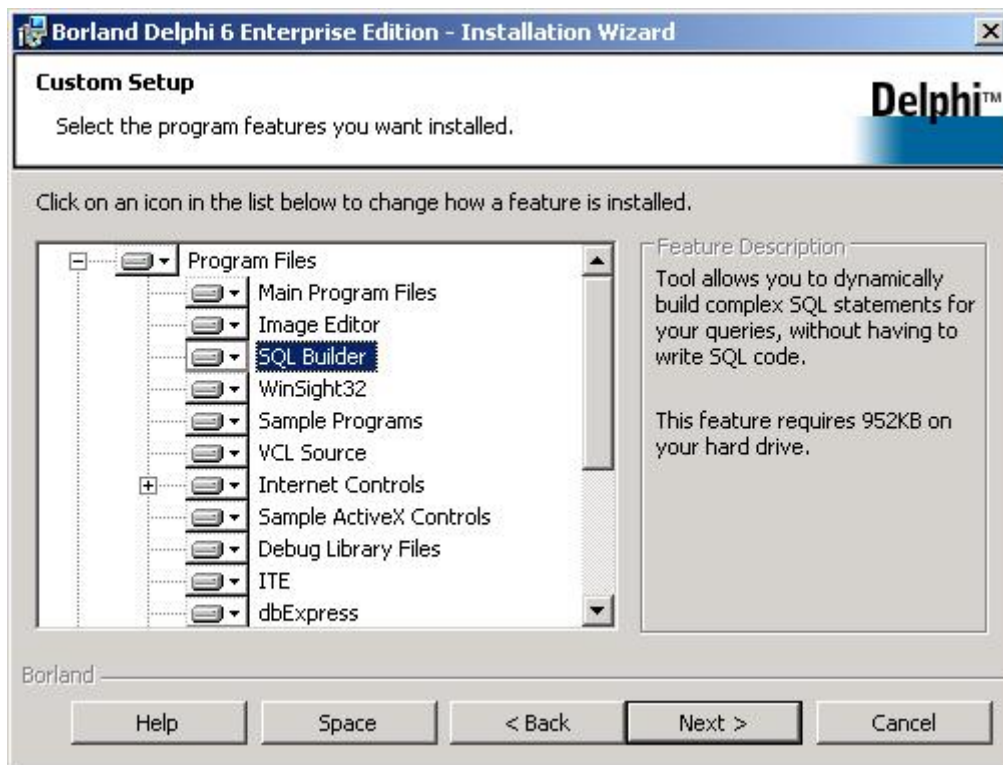 Borland Delphi 6 Enterprise Edition - Installation Wizard
Custom Setup
Select the program features you want installed.
Delphi™
Click on an icon in the list below to change how a feature is installed.
Program Files
Main Program Files
Image Editor
SQL Builder
WinSight32
Sample Programs
VCL Source
Internet Controls
Sample ActiveX Controls
Debug Library Files
ITE
dbExpress
Feature Description
Tool allows you to dynamically
build complex SQL statements for
your queries, without having to
write SQL code.
This feature requires 952KB on
your hard drive.
Borland
Help
Space
< Back
Next >
Cancel